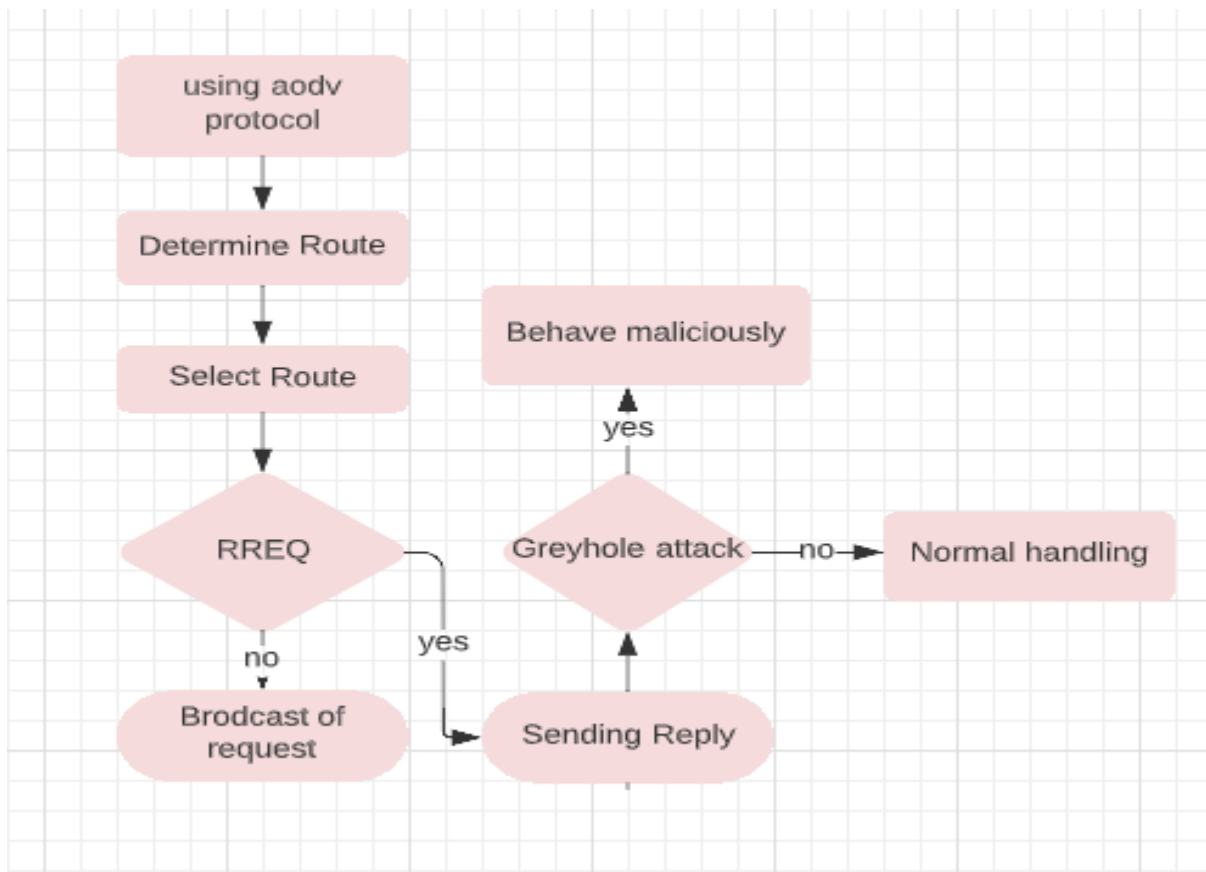 using aodv
protocol
Determine Route
Select Route
RREQ
no
Brodcast of
request
yes
Sending Reply
Greyhole attack
yes
Behave maliciously
no
Normal handling